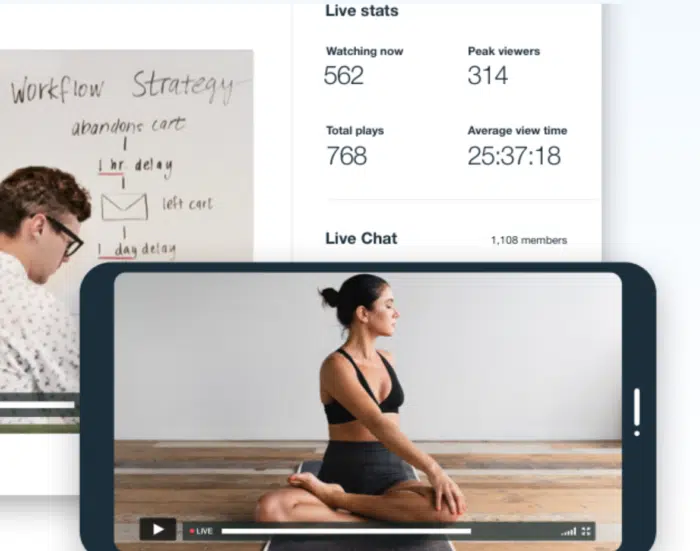 Live stats
Watching now
Peak viewers
562
314
Workflow Strategy
abandons cart
1 hr delay
left cart
1 day delay
Total plays
Average view time
768
25:37:18
Live Chat
1,108 members
LIVE